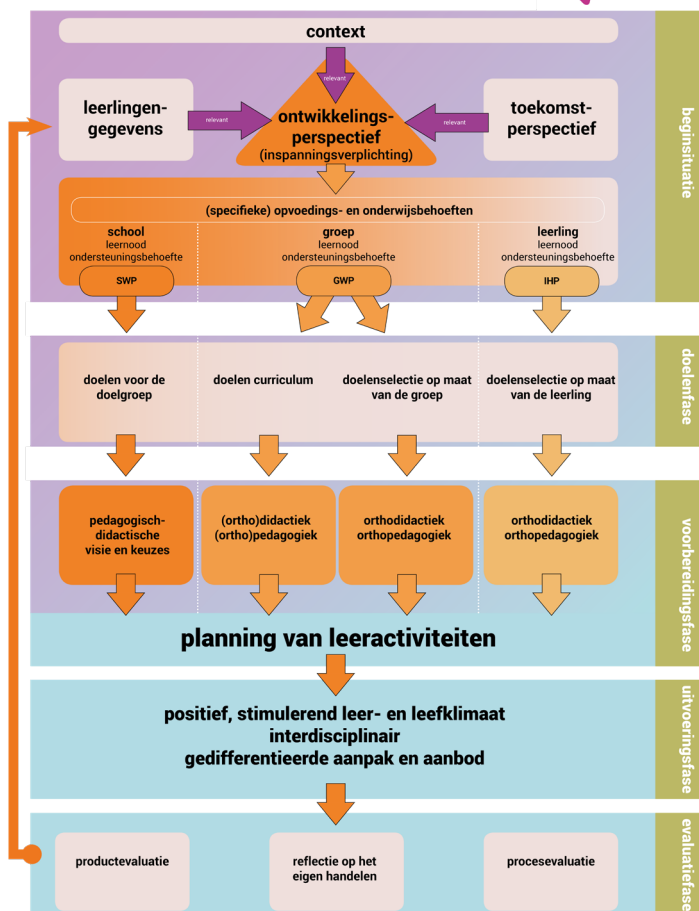 context
relevant
leerlingen-
gegevens
relevant
ontwikkelings-
perspectief
(inspanningsverplichting)
relevant
toekomst-
perspectief
beginsituatie
(specifieke) opvoedings- en onderwijsbehoeften
school
leernood
ondersteuningsbehoefte
SWP
groep
leernood
ondersteuningsbehoefte
GWP
leerling
leernood
ondersteuningsbehoefte
IHP
doelen voor de
doelgroep
doelen curriculum
doelenselectie op maat
van de groep
doelenselectie op maat
van de leerling
doelenfase
pedagogisch-
didactische
visie en keuzes
(ortho)didactiek
(ortho)pedagogiek
orthodidactiek
orthopedagogiek
orthodidactiek
orthopedagogiek
voorbereidingsfase
planning van leeractiviteiten
positief, stimulerend leer- en leefklimaat
interdisciplinair
gedifferentieerde aanpak en aanbod
uitvoeringsfase
productevaluatie
reflectie op het
eigen handelen
procesevaluatie
evaluatiefase